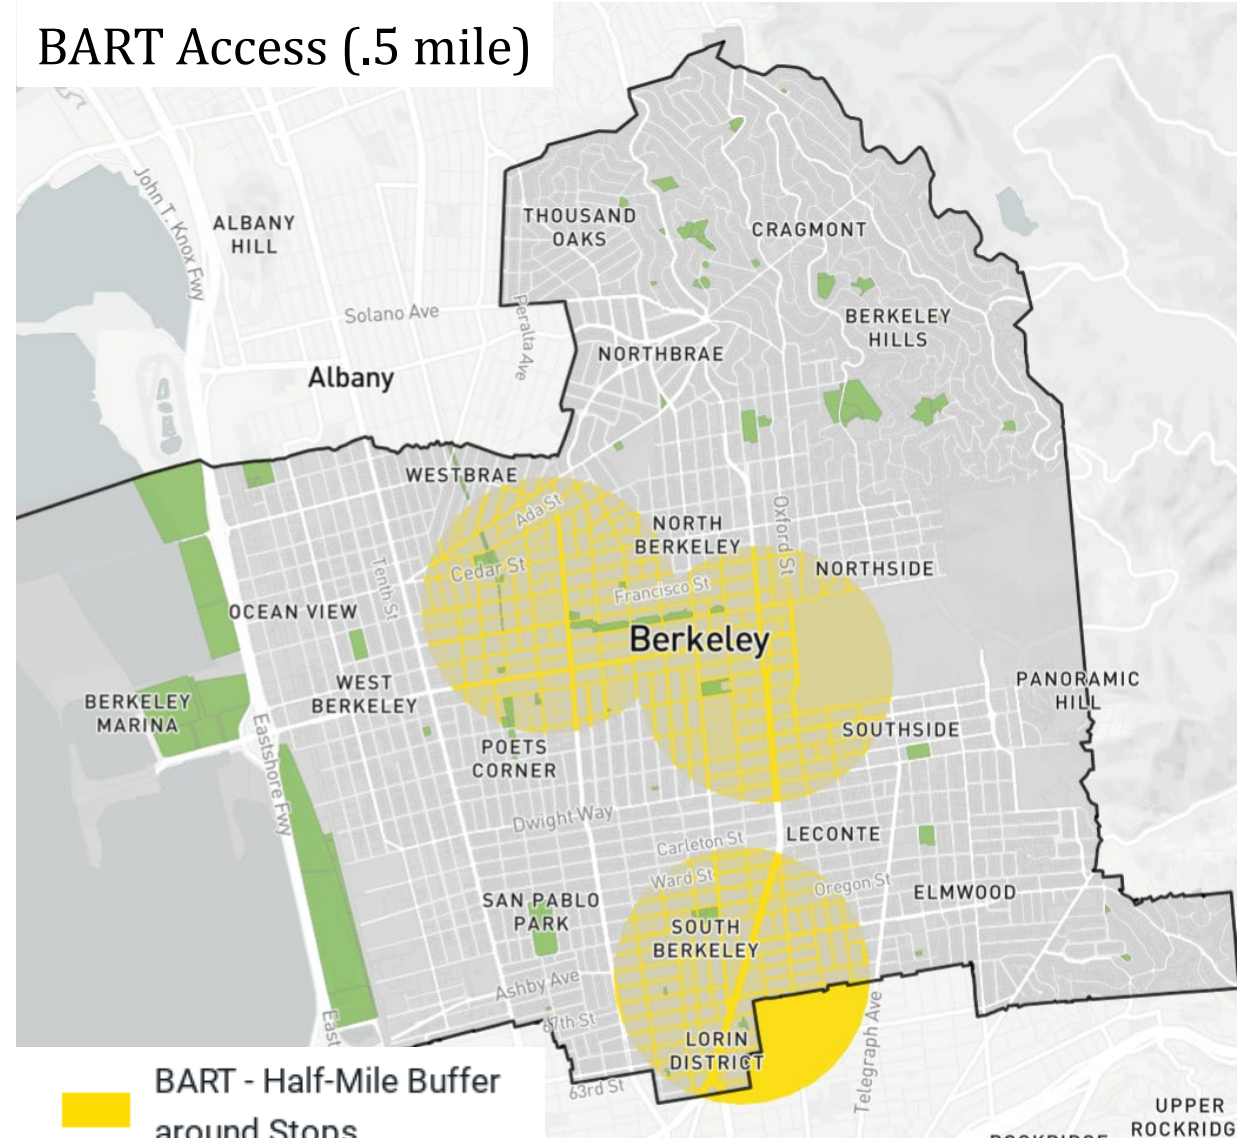 BART Access (.5 mile)
John T. Knox Fwy
ALBANY
HILL
THOUSAND
OAKS
CRAGMONT
Solano Ave
Peralta Ave
BERKELEY
HILLS
NORTHBRAE
Albany
WESTBRAE
Ada St
Oxford St
NORTH
BERKELEY
Cedar St
Tenth St
NORTHSIDE
Francisco St
OCEAN VIEW
Berkeley
WEST
BERKELEY
BERKELEY
MARINA
PANORAMIC
HILL
SOUTHSIDE
Eastshore Fwy
POETS
CORNER
Dwight Way
LECONTE
Carleton St
Ward St
Oregon St
ELMWOOD
SAN PABLO
PARK
SOUTH
BERKELEY
Ashby Ave
67th St
East
Telegraph Ave
LORIN
DISTRICT
63rd St
BART - Half-Mile Buffer
around Stops
UPPER
ROCKRIDG
ROCKRIDGE